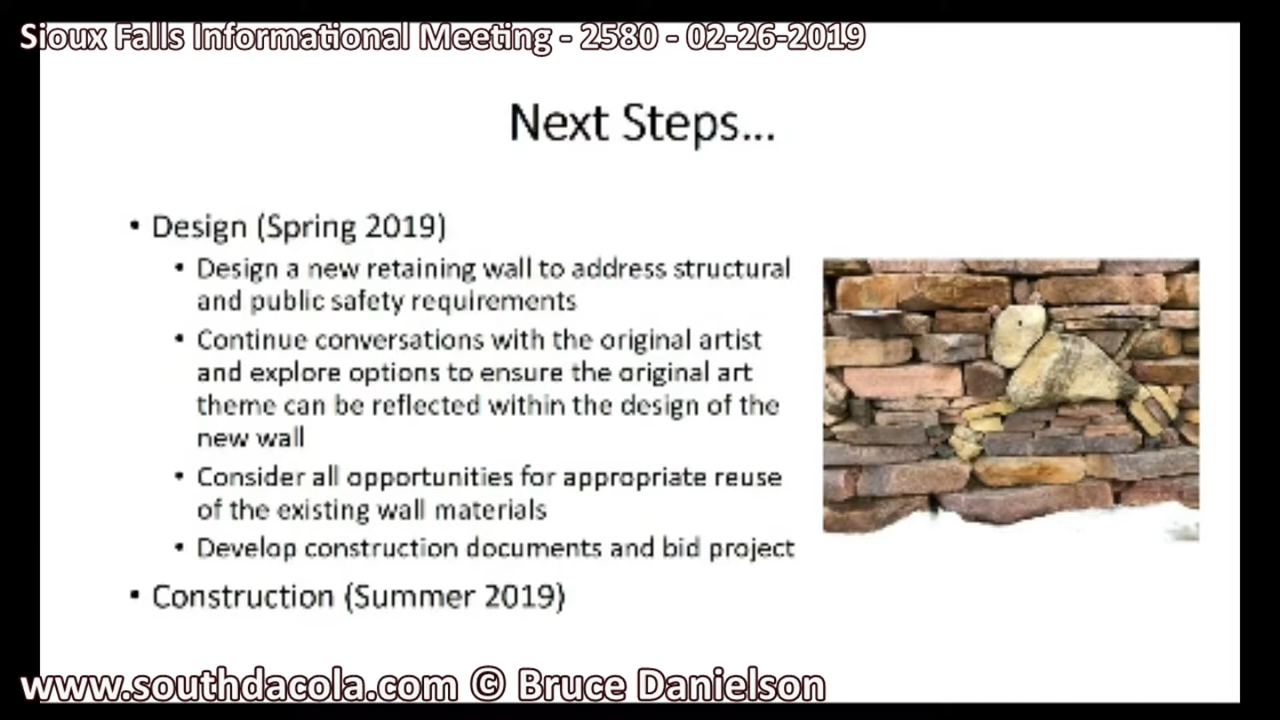 Sioux Falls Informational Meeting - 2580 - 02-26-2019
Next Steps...
• Design (Spring 2019)
• Design a new retaining wall to address structural
and public safety requirements
• Continue conversations with the original artist
and explore options to ensure the original art
theme can be reflected within the design of the
new wall
• Consider all opportunities for appropriate reuse
of the existing wall materials
• Develop construction documents and bid project
• Construction (Summer 2019)
www.southdacola.com © Bruce Danielson